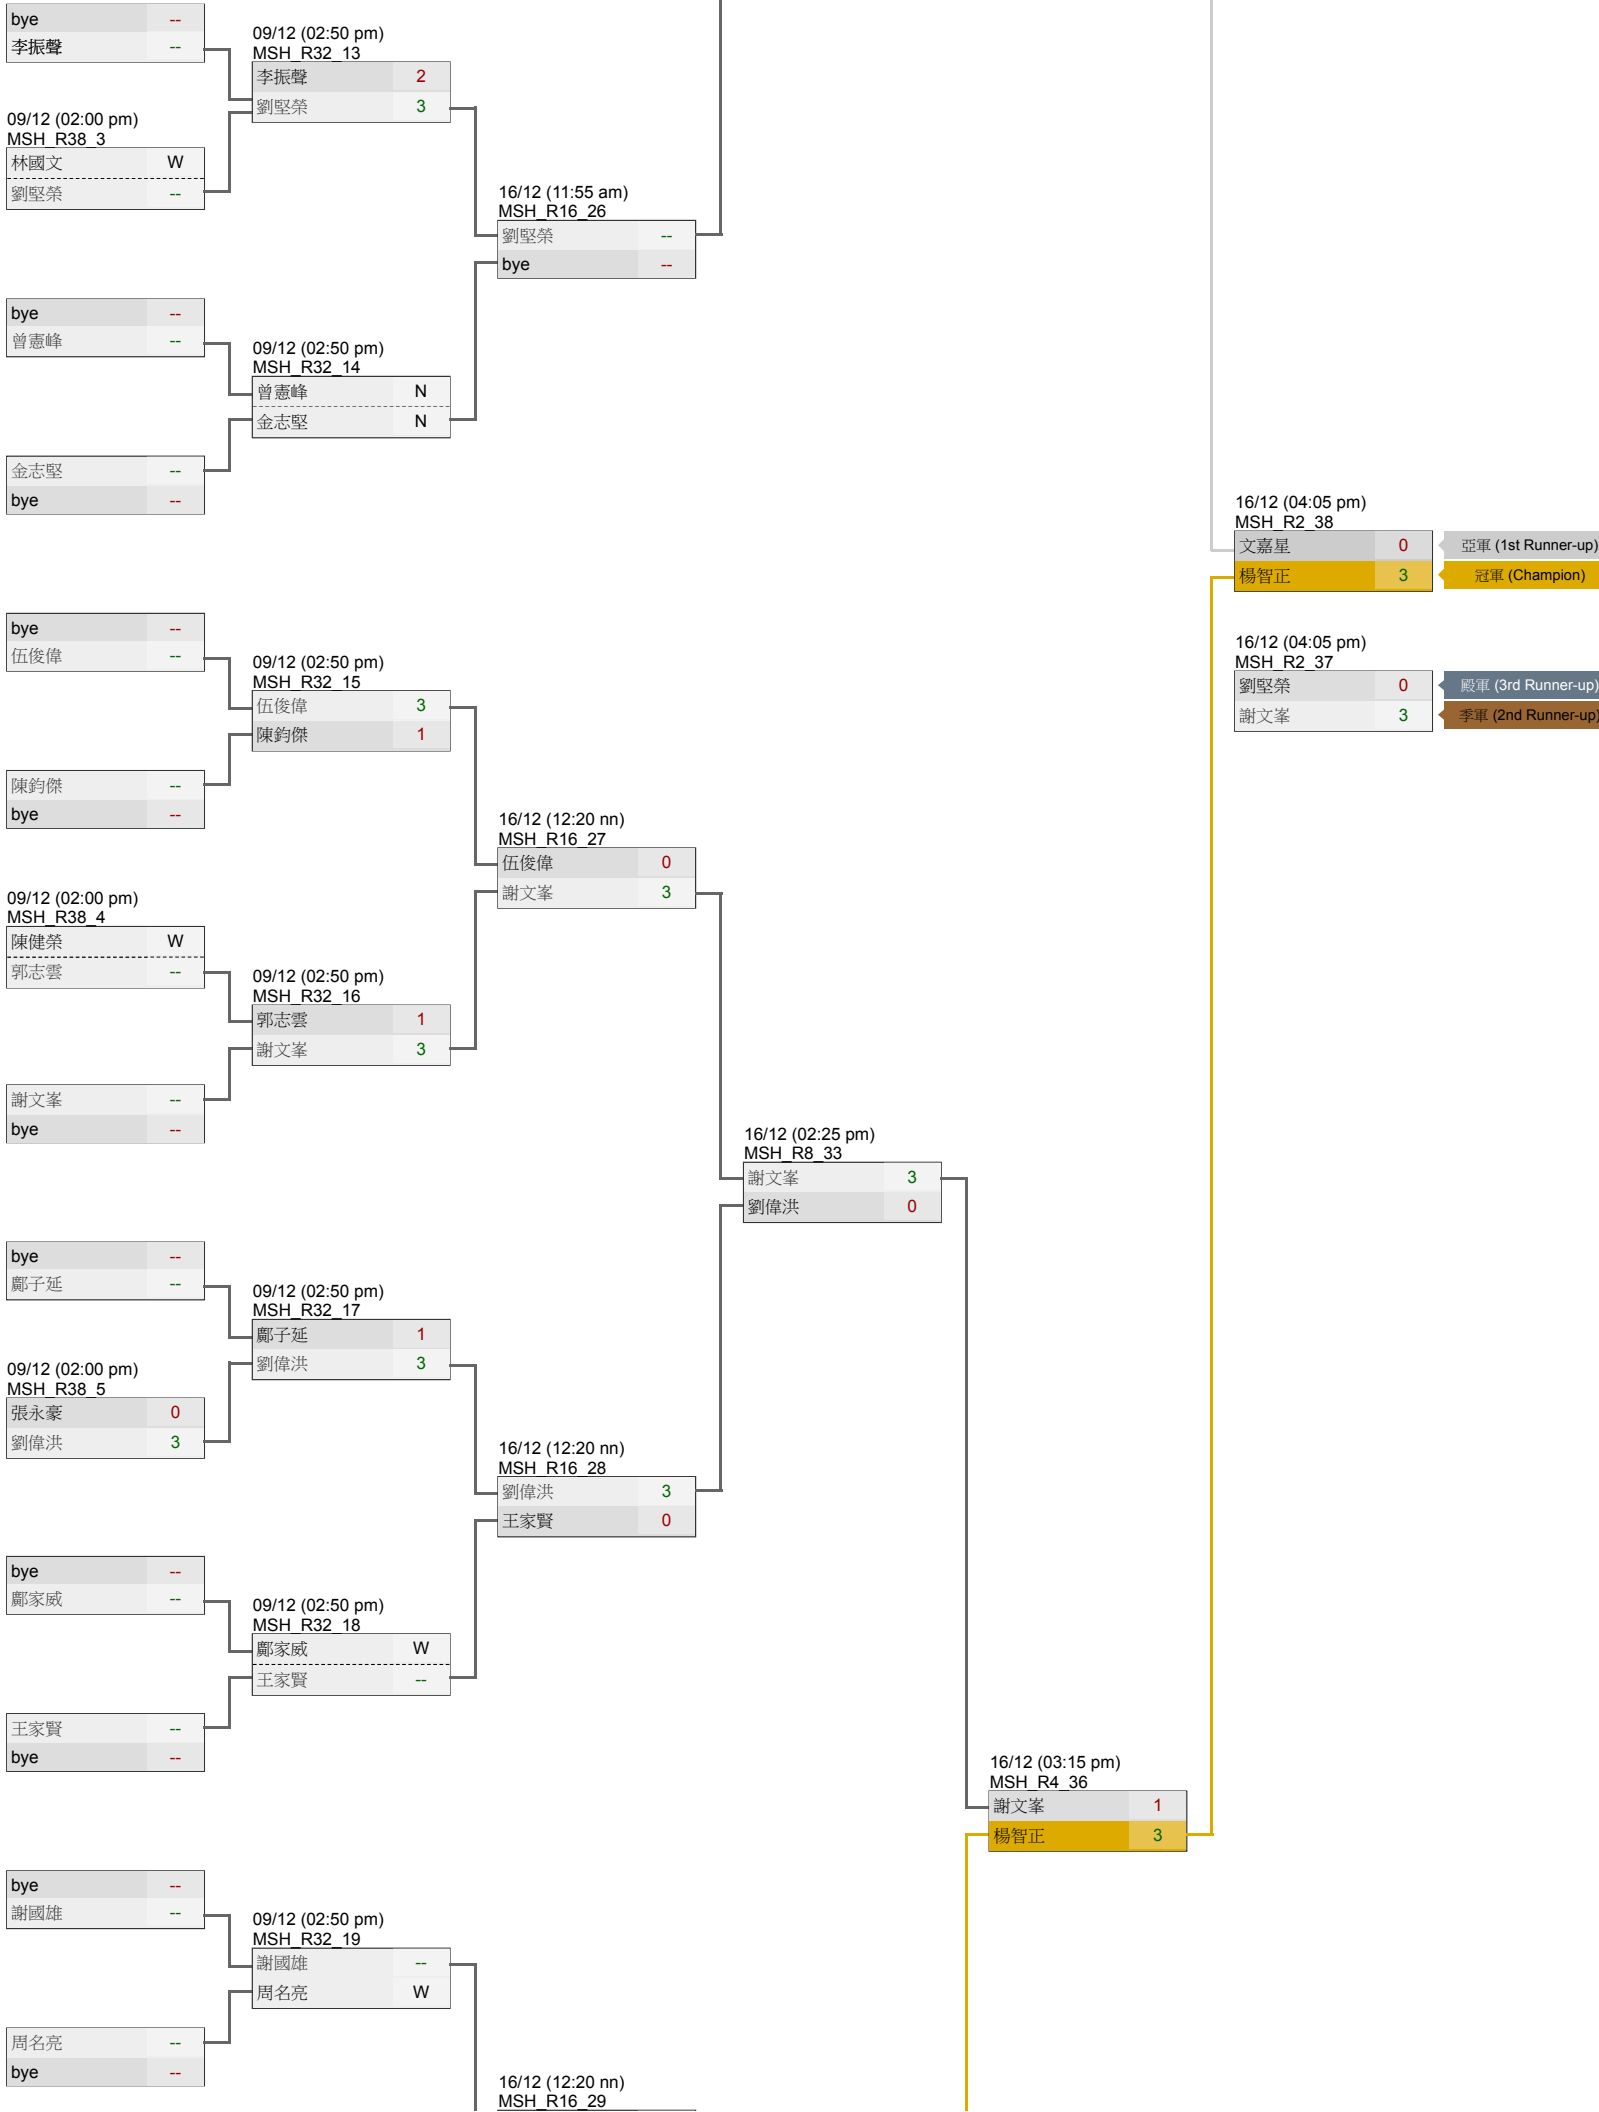 bye --
李振聲 --
09/12 (02:50 pm)
MSH_R32_13
李振聲 2
劉堅榮 3
09/12 (02:00 pm)
MSH_R38_3
林國文 W
劉堅榮 --
16/12 (11:55 am)
MSH_R16_26
劉堅榮 --
bye --
bye --
曾憲峰 --
09/12 (02:50 pm)
MSH_R32_14
曾憲峰 N
金志堅 N
金志堅 --
bye --
16/12 (04:05 pm)
MSH_R2_38
文嘉星 0 亞軍 (1st Runner-up)
楊智正 3 冠軍 (Champion)
16/12 (04:05 pm)
MSH_R2_37
劉堅榮 0 殿軍 (3rd Runner-up)
謝文峯 3 季軍 (2nd Runner-up)
bye --
伍俊偉 --
09/12 (02:50 pm)
MSH_R32_15
伍俊偉 3
陳鈞傑 1
陳鈞傑 --
bye --
16/12 (12:20 nn)
MSH_R16_27
伍俊偉 0
謝文峯 3
09/12 (02:00 pm)
MSH_R38_4
陳健榮 W
郭志雲 --
09/12 (02:50 pm)
MSH_R32_16
郭志雲 1
謝文峯 3
謝文峯 --
bye --
16/12 (02:25 pm)
MSH_R8_33
謝文峯 3
劉偉洪 0
bye --
鄺子延 --
09/12 (02:50 pm)
MSH_R32_17
鄺子延 1
劉偉洪 3
09/12 (02:00 pm)
MSH_R38_5
張永豪 0
劉偉洪 3
16/12 (12:20 nn)
MSH_R16_28
劉偉洪 3
王家賢 0
bye --
鄺家威 --
09/12 (02:50 pm)
MSH_R32_18
鄺家威 W
王家賢 --
王家賢 --
bye --
16/12 (03:15 pm)
MSH_R4_36
謝文峯 1
楊智正 3
bye --
謝國雄 --
09/12 (02:50 pm)
MSH_R32_19
謝國雄 --
周名亮 W
周名亮 --
bye --
16/12 (12:20 nn)
MSH_R16_29